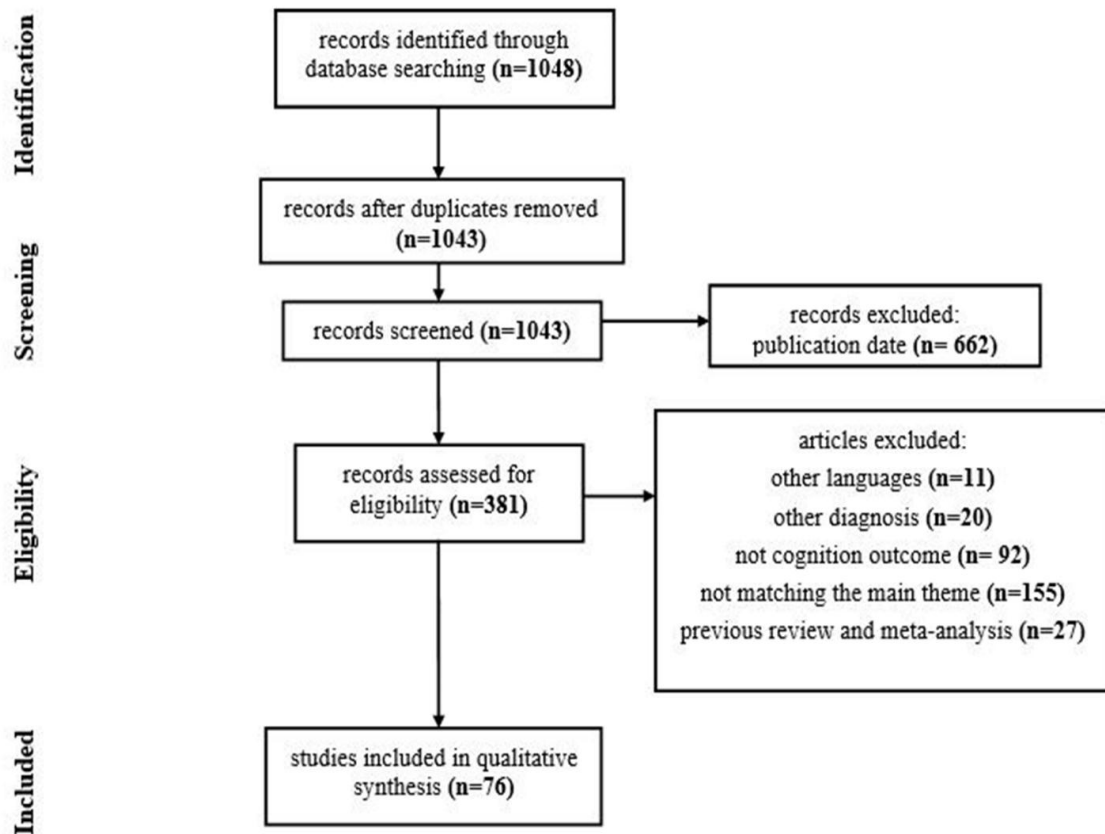 Identification
records identified through
database searching (n=1048)
records after duplicates removed
(n=1043)
Screening
records screened (n=1043)
records excluded:
publication date (n= 662)
Eligibility
records assessed for
eligibility (n=381)
articles excluded:
other languages (n=11)
other diagnosis (n=20)
not cognition outcome (n= 92)
not matching the main theme (n=155)
previous review and meta-analysis (n=27)
Included
studies included in qualitative
synthesis (n=76)